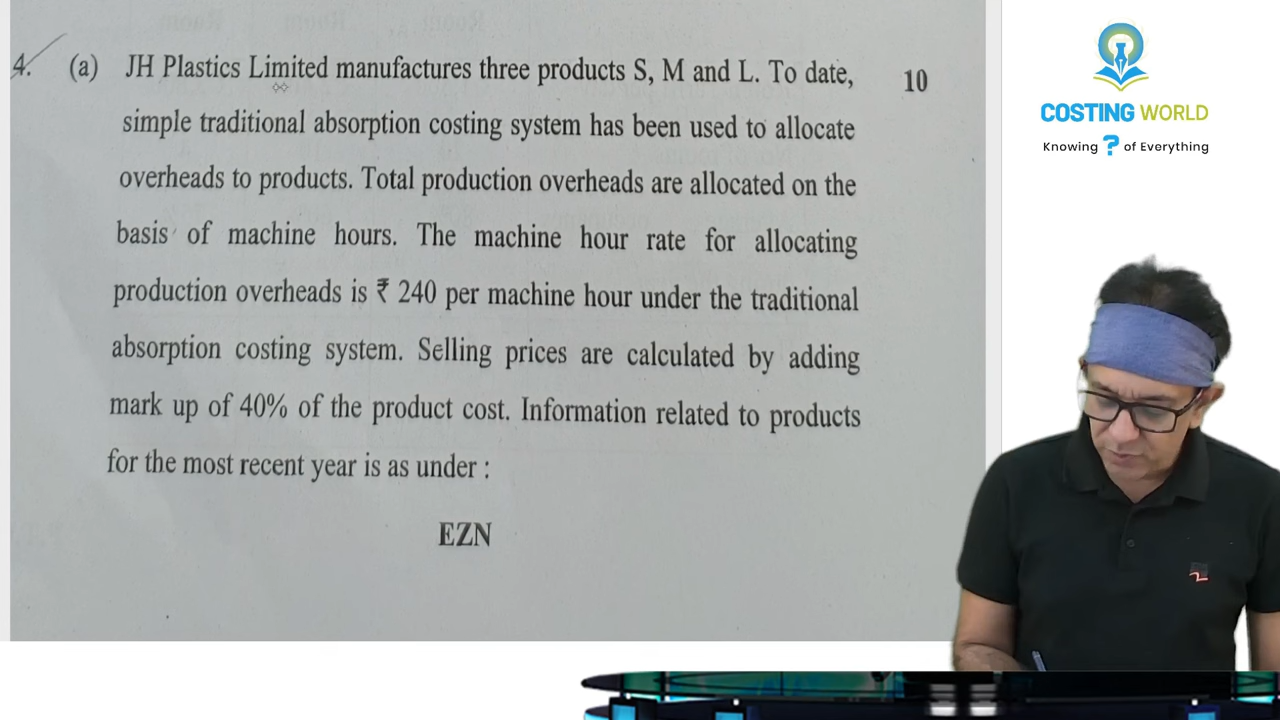 4. (a) JH Plastics Limited manufactures three products S, M and L. To date, 10
simple traditional absorption costing system has been used to allocate
overheads to products. Total production overheads are allocated on the
basis of machine hours. The machine hour rate for allocating
production overheads is ₹ 240 per machine hour under the traditional
absorption costing system. Selling prices are calculated by adding
mark up of 40% of the product cost. Information related to products
for the most recent year is as under :
EZN
COSTING WORLD
Knowing ? of Everything